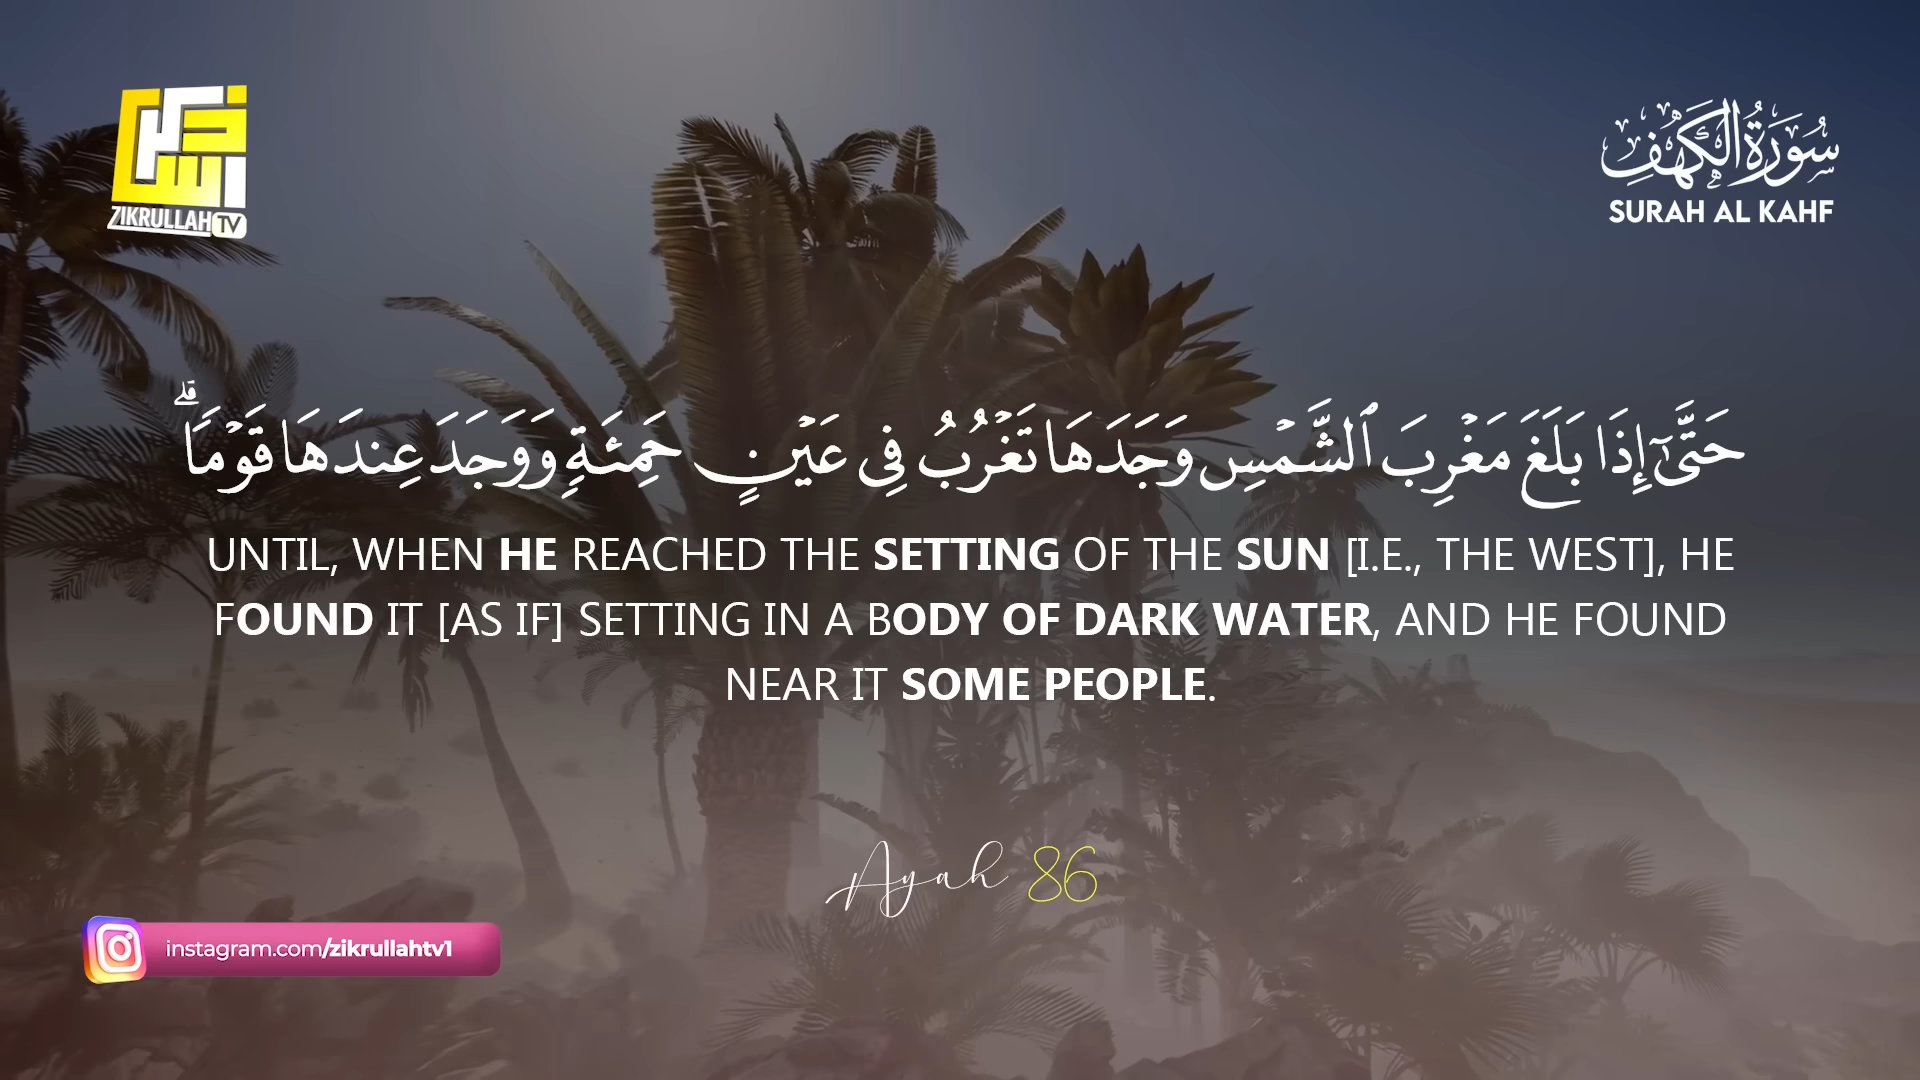 ذكر الله
ZIKRULLAH TV
سُورَةُ الكَهْفِ
SURAH AL KAHF
حَتَّىٰٓ إِذَا بَلَغَ مَغْرِبَ ٱلشَّمْسِ وَجَدَهَا تَغْرُبُ فِى عَيْنٍ حَمِئَةٍ وَوَجَدَ عِندَهَا قَوْمًا ۗ
UNTIL, WHEN HE REACHED THE SETTING OF THE SUN [I.E., THE WEST], HE
FOUND IT [AS IF] SETTING IN A BODY OF DARK WATER, AND HE FOUND
NEAR IT SOME PEOPLE.
Ayah 86
instagram.com/zikrullahtv1